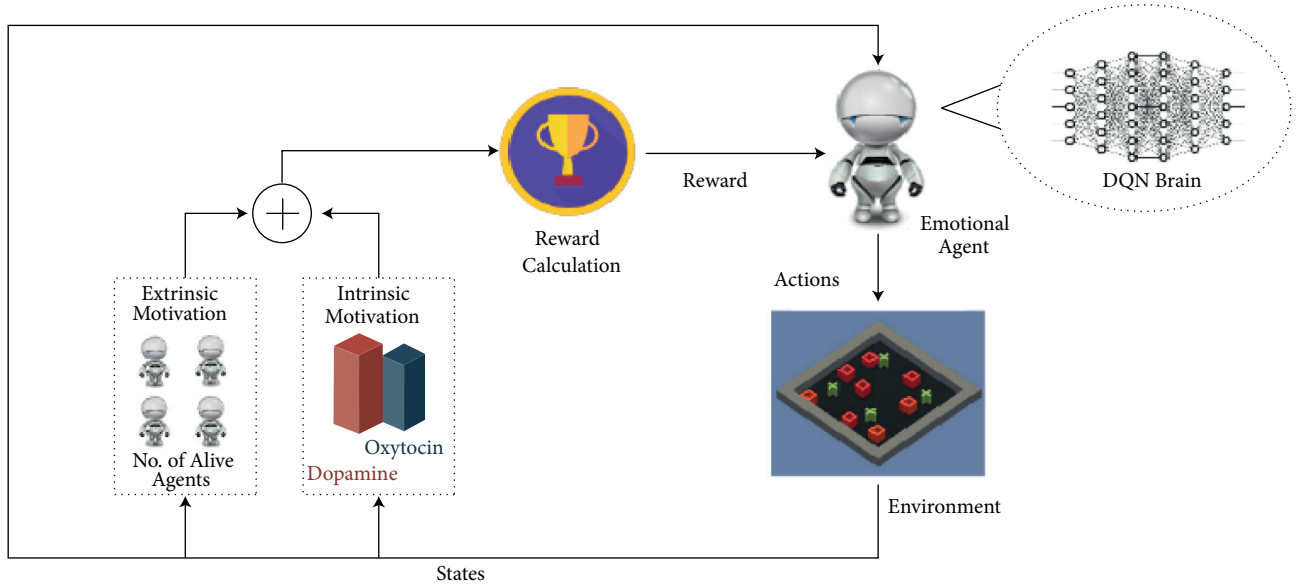 DQN Brain
Reward
Emotional
Agent
Reward
Calculation
Actions
Extrinsic
Motivation
No. of Alive
Agents
Intrinsic
Motivation
Oxytocin
Dopamine
Environment
States